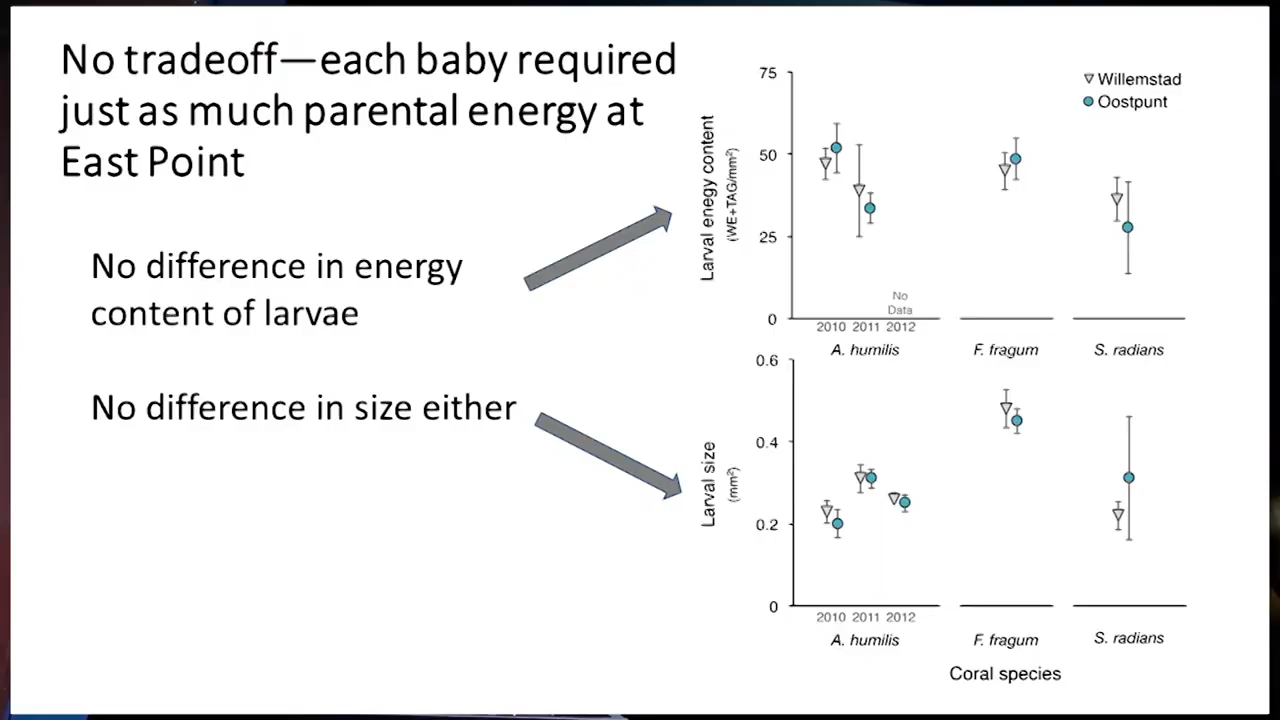 No tradeoff—each baby required
just as much parental energy at
East Point
No difference in energy
content of larvae
No difference in size either
Willemstad
Oostpunt
Larval energy content
(WE+TAG/mm²)
75
50
25
0
No
Data
2010 2011 2012
A. humilis F. fragum S. radians
Larval size
(mm²)
0.6
0.4
0.2
0
2010 2011 2012
A. humilis F. fragum S. radians
Coral species